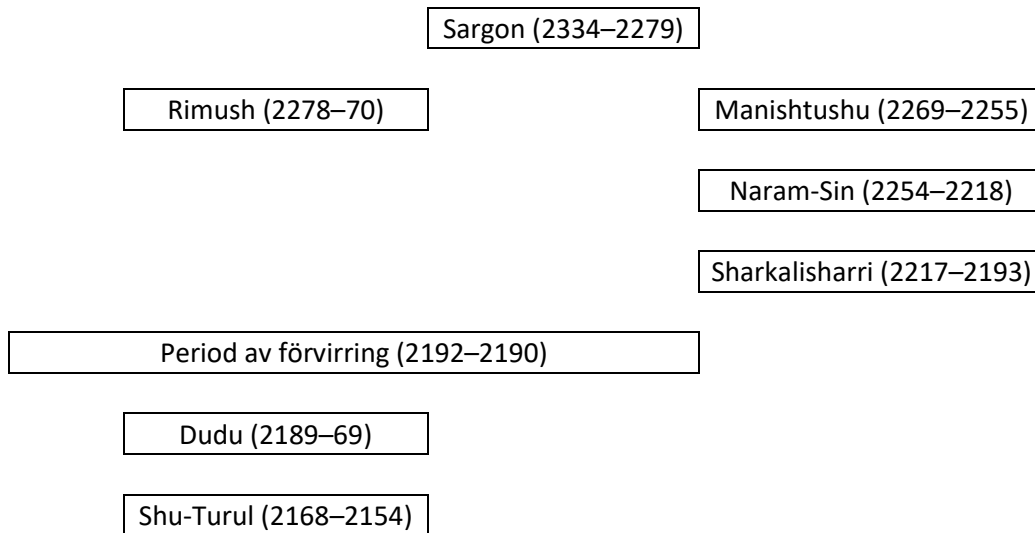 Sargon (2334–2279)
Rimush (2278–70)
Manishtushu (2269–2255)
Naram-Sin (2254–2218)
Sharkalisharri (2217–2193)
Period av förvirring (2192–2190)
Dudu (2189–69)
Shu-Turul (2168–2154)